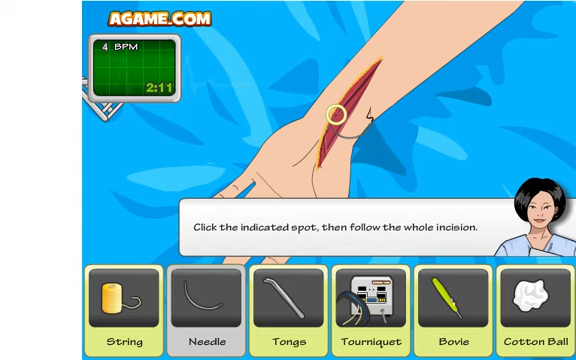 AGAME.COM
4 BPM
2:11
Click the indicated spot, then follow the whole incision.
String
Needle
Tongs
Tourniquet
Bovie
Cotton Ball